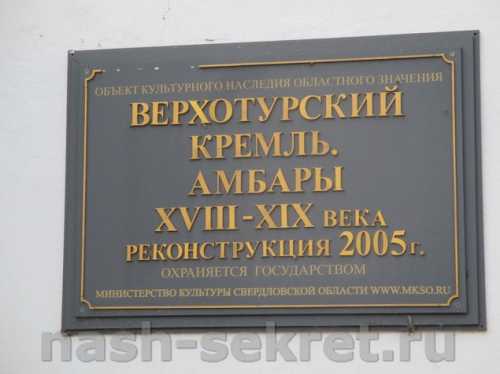 ОБЪЕКТ КУЛЬТУРНОГО НАСЛЕДИЯ ОБЛАСТНОГО ЗНАЧЕНИЯ
ВЕРХОТУРСКИЙ
КРЕМЛЬ.
АМБАРЫ
XVIII-XIX ВЕКА
РЕКОНСТРУКЦИЯ 2005 г.
ОХРАНЯЕТСЯ ГОСУДАРСТВОМ
МИНИСТЕРСТВО КУЛЬТУРЫ СВЕРДЛОВСКОЙ ОБЛАСТИ WWW.MKSO.RU
nash-sekret.ru